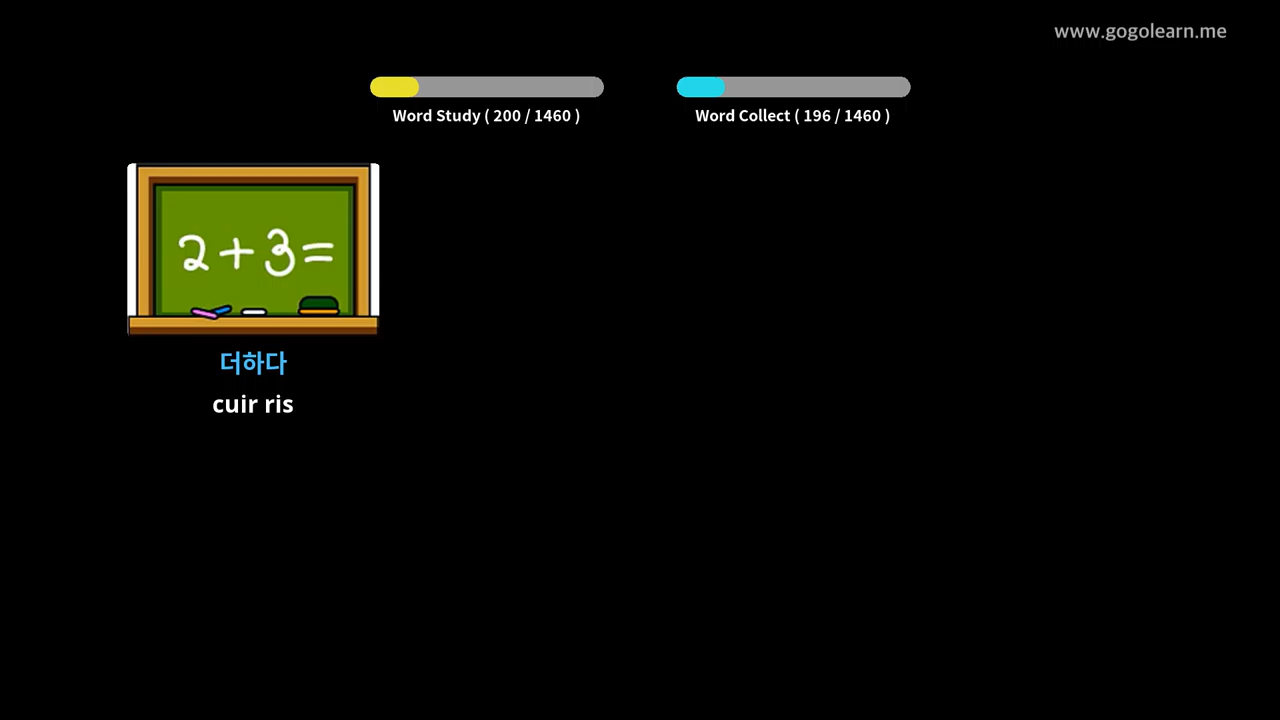 www.gogolearn.me
Word Study ( 200 / 1460 )
Word Collect ( 196 / 1460 )
2+3=
더하다
cuir ris